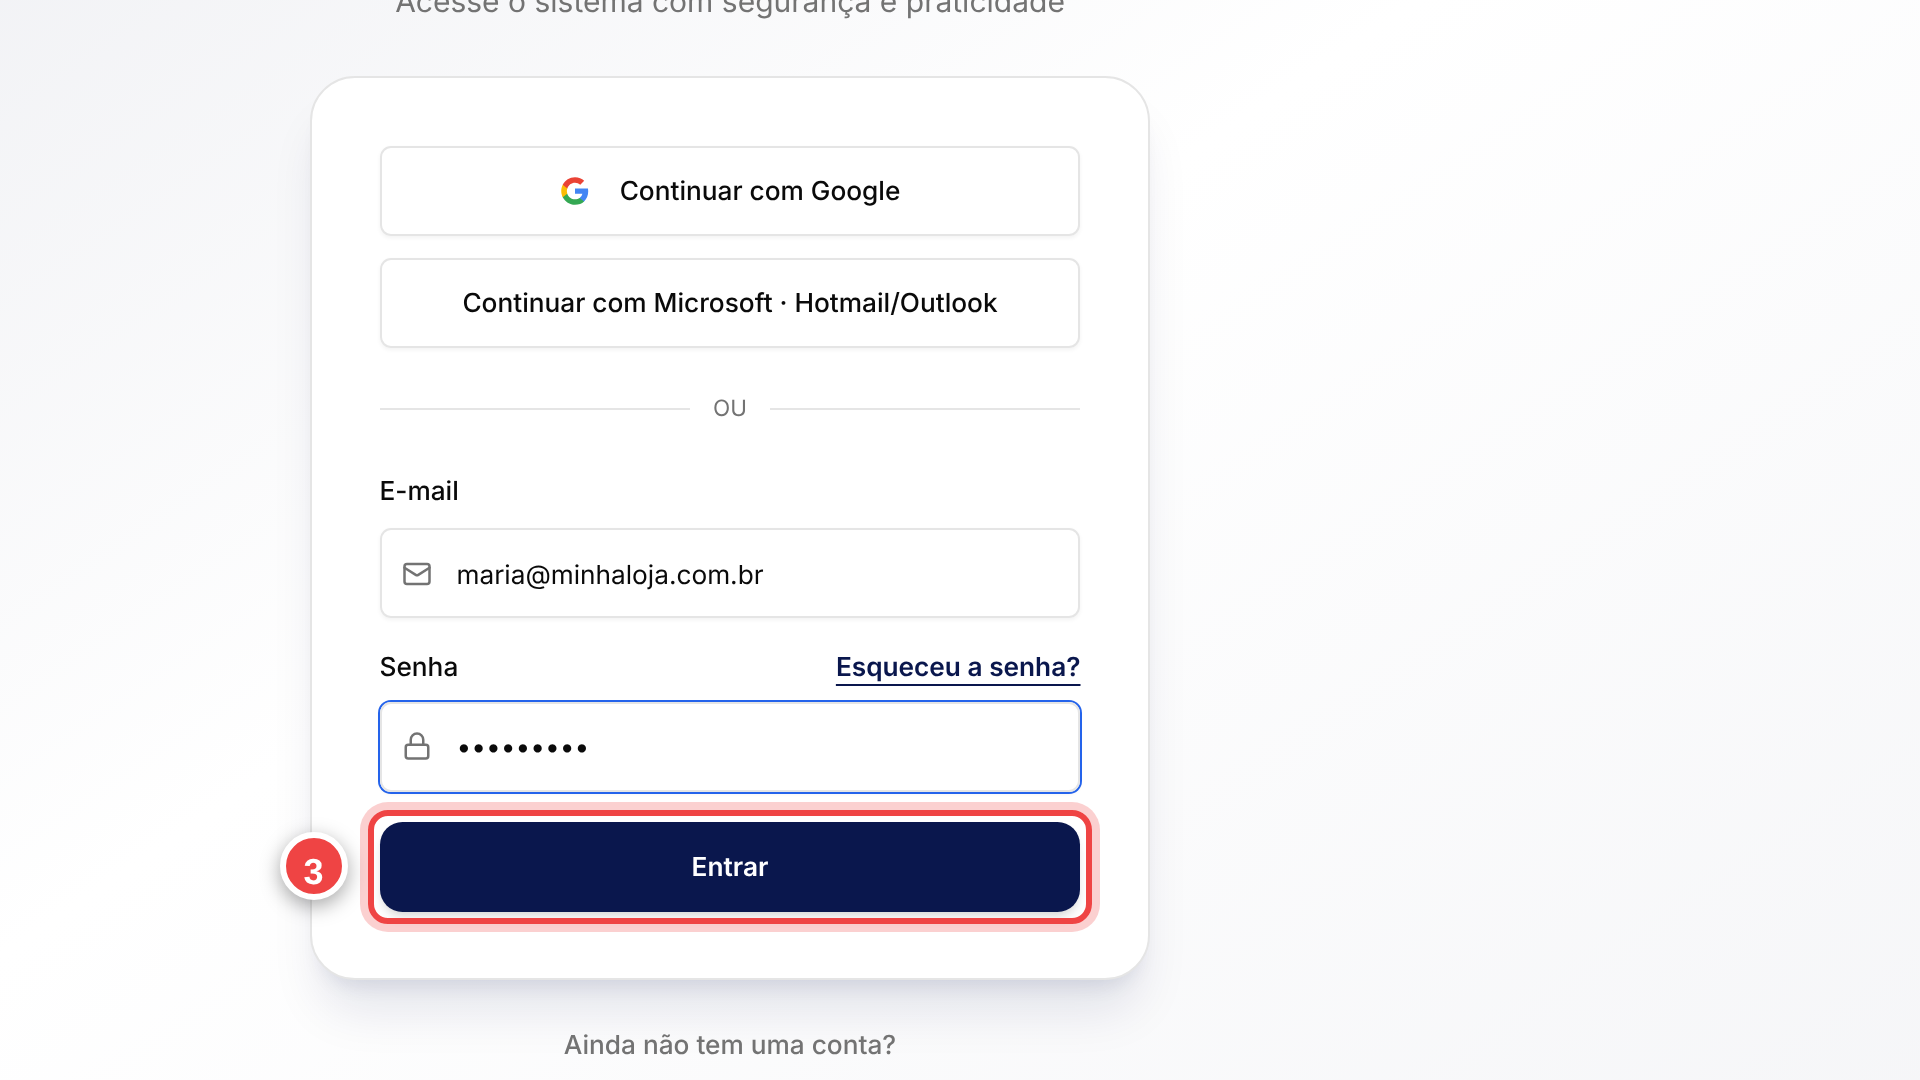 Acesse o sistema com segurança e praticidade
Continuar com Google
Continuar com Microsoft · Hotmail/Outlook
OU
E-mail
maria@minhaloja.com.br
Senha
Esqueceu a senha?
•••••••••
3
Entrar
Ainda não tem uma conta?